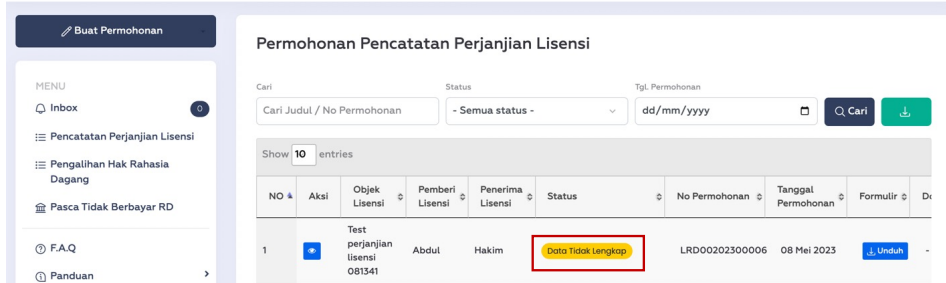 Buat Permohonan
Permohonan Pencatatan Perjanjian Lisensi
MENU
Inbox 0
Pencatatan Perjanjian Lisensi
Pengalihan Hak Rahasia
Dagang
Pasca Tidak Berbayar RD
F.A.Q
Panduan
Cari Status Tgl. Permohonan
Cari Judul / No Permohonan - Semua status - dd/mm/yyyy Cari
Show 10 entries
NO Aksi Objek Lisensi Pemberi Lisensi Penerima Lisensi Status No Permohonan Tanggal Permohonan Formulir
1 Test perjanjian lisensi 081341 Abdul Hakim Data Tidak Lengkap LRD00202300006 08 Mei 2023 Unduh -